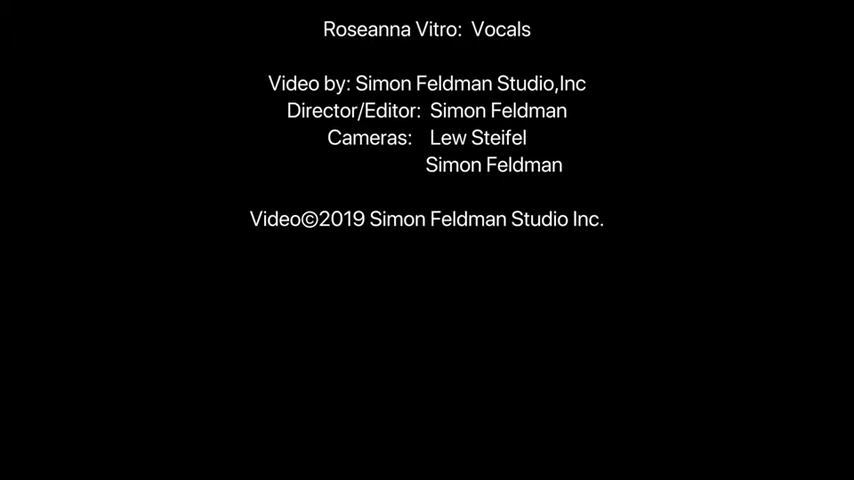 Roseanna Vitro: Vocals
Video by: Simon Feldman Studio,Inc
Director/Editor: Simon Feldman
Cameras: Lew Steifel
Simon Feldman
Video©2019 Simon Feldman Studio Inc.